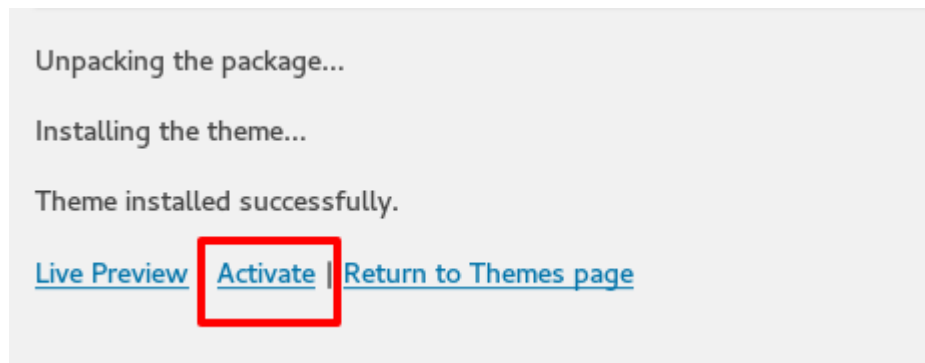 Unpacking the package...
Installing the theme...
Theme installed successfully.
Live Preview Activate | Return to Themes page